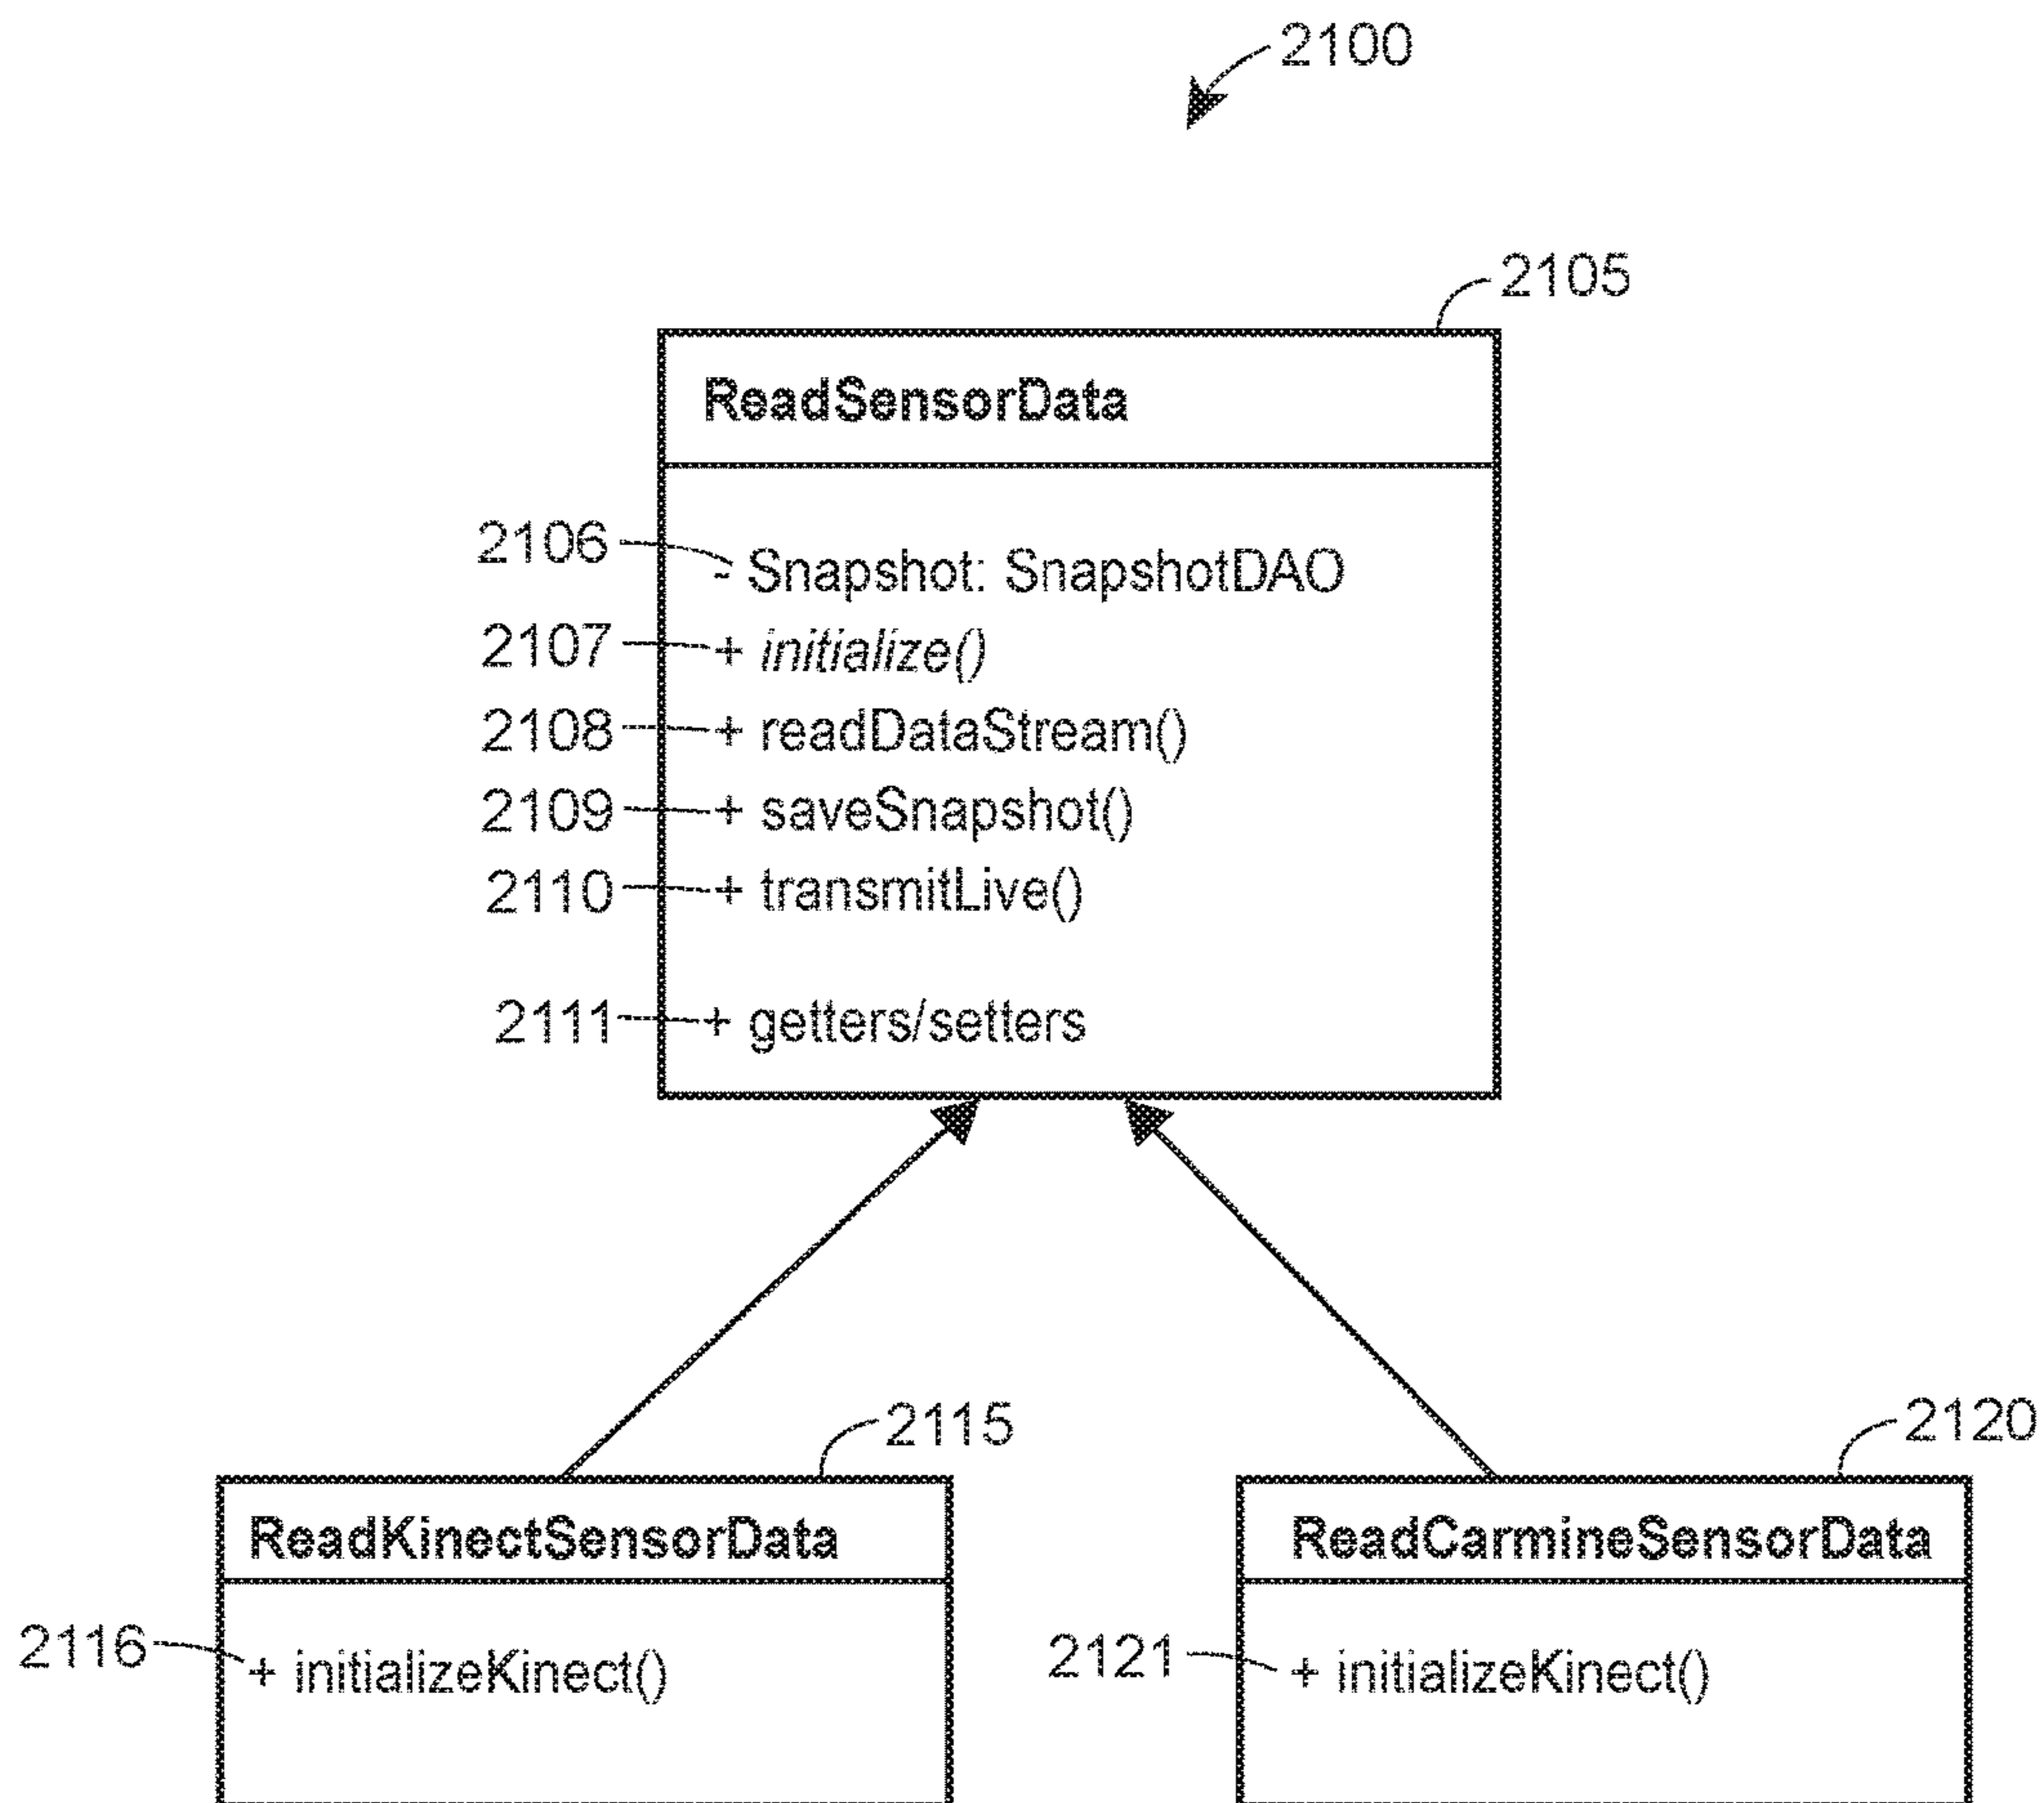 2100
2105
ReadSensorData
2106 - Snapshot: SnapshotDAO
2107 + initialize()
2108 + readDataStream()
2109 + saveSnapshot()
2110 + transmitLive()
2111 + getters/setters
2115
2120
ReadKinectSensorData
ReadCarmineSensorData
2116 + initializeKinect()
2121 + initializeKinect()